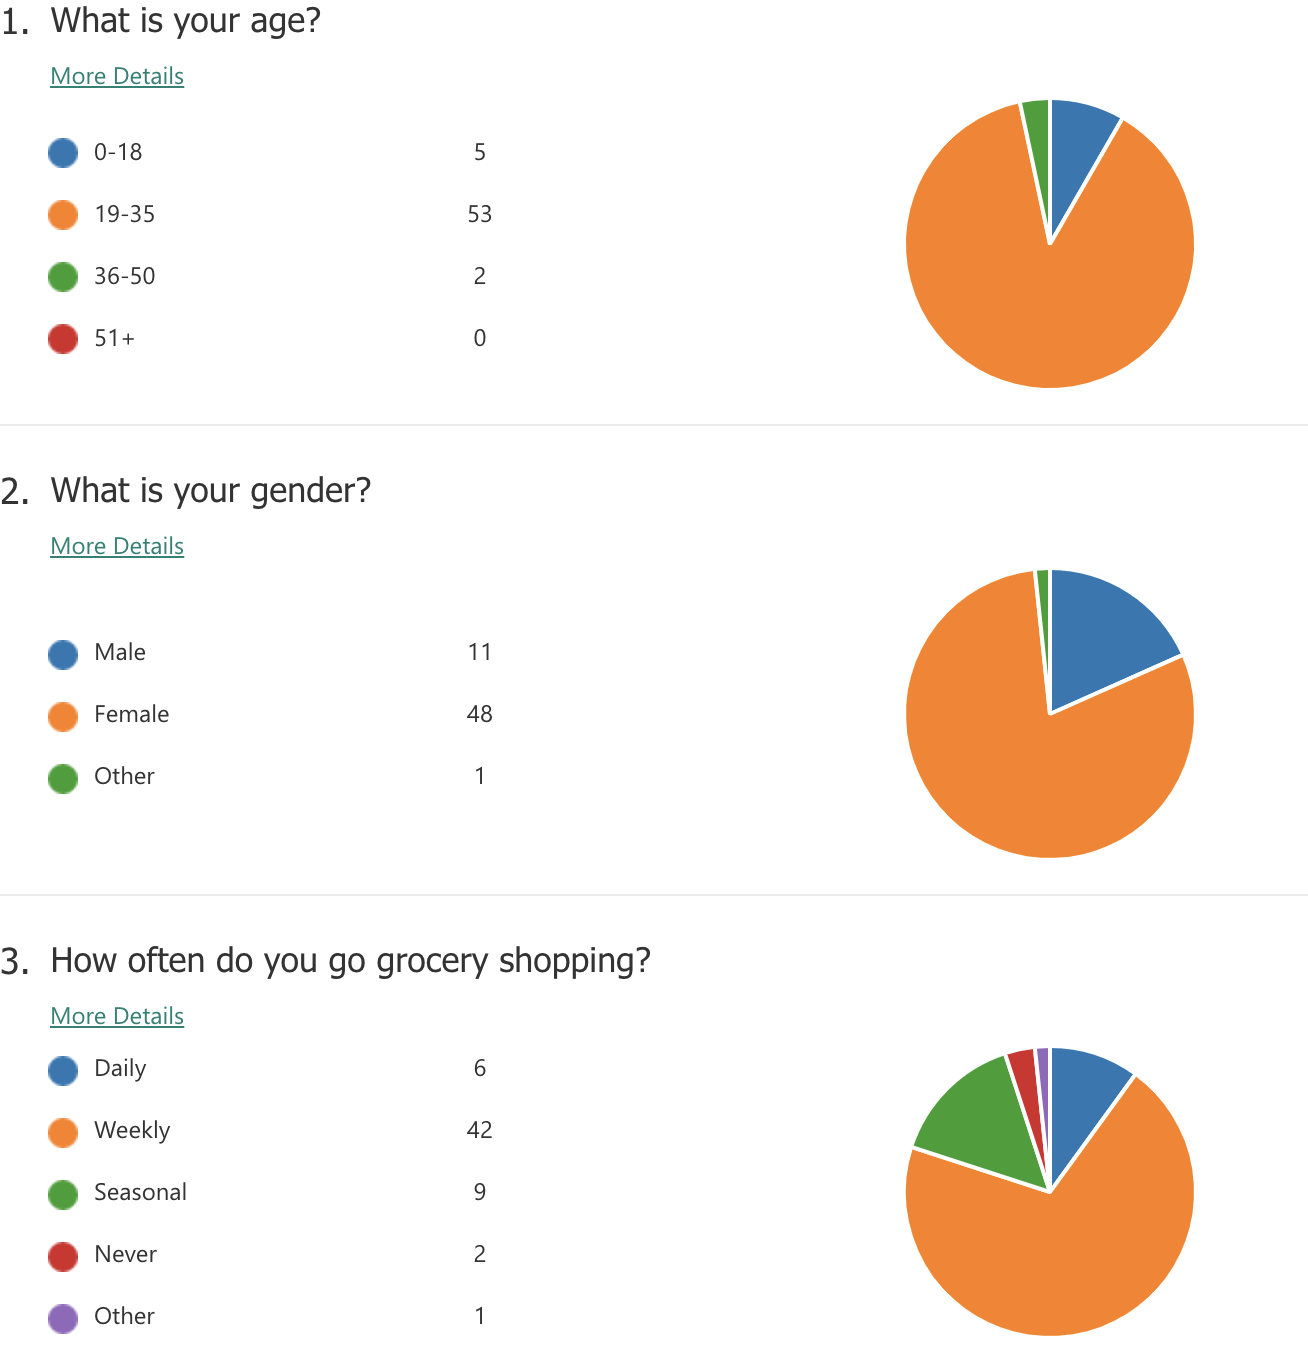 1. What is your age?
More Details
0-18 5
19-35 53
36-50 2
51+ 0
2. What is your gender?
More Details
Male 11
Female 48
Other 1
3. How often do you go grocery shopping?
More Details
Daily 6
Weekly 42
Seasonal 9
Never 2
Other 1